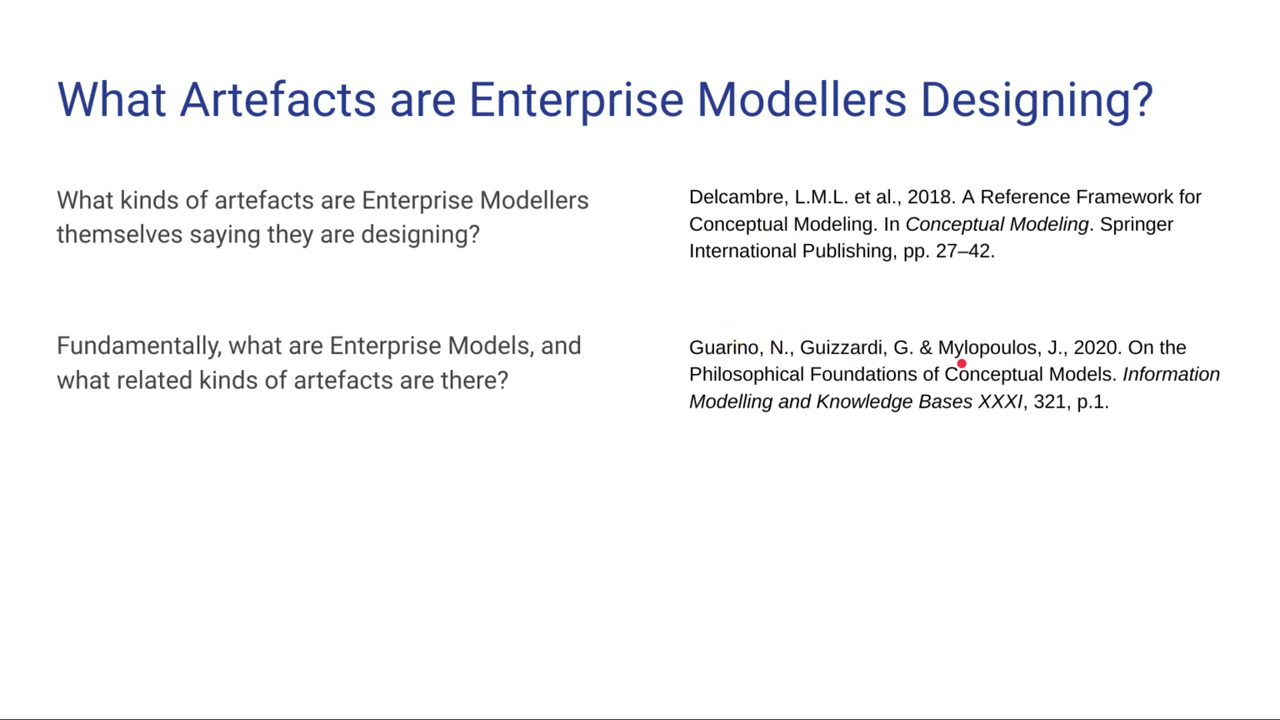 What Artefacts are Enterprise Modellers Designing?
What kinds of artefacts are Enterprise Modellers
themselves saying they are designing?
Delcambre, L.M.L. et al., 2018. A Reference Framework for
Conceptual Modeling. In Conceptual Modeling. Springer
International Publishing, pp. 27–42.
Fundamentally, what are Enterprise Models, and
what related kinds of artefacts are there?
Guarino, N., Guizzardi, G. & Mylopoulos, J., 2020. On the
Philosophical Foundations of Conceptual Models. Information
Modelling and Knowledge Bases XXXI, 321, p.1.